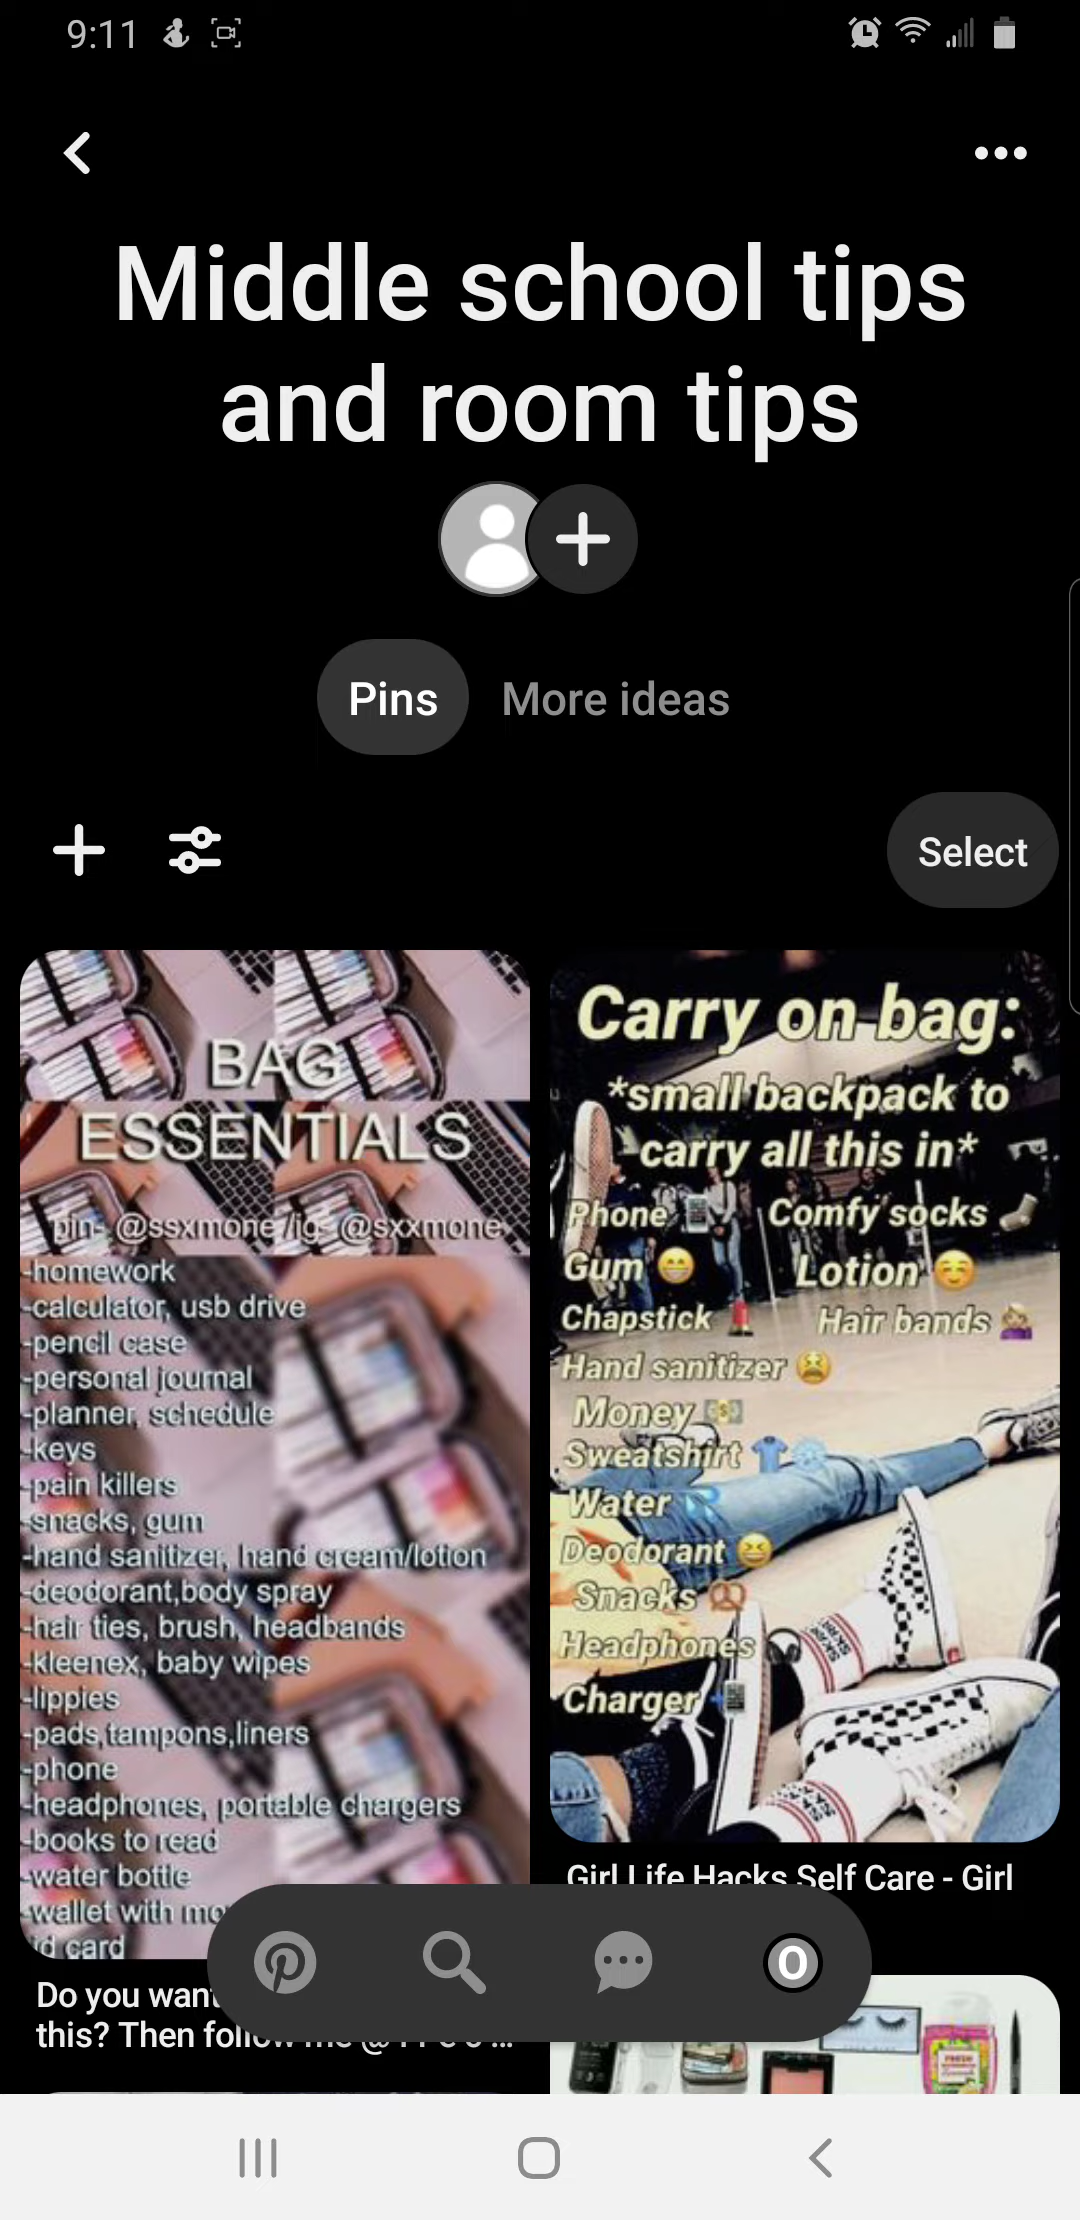 9:11
Middle school tips
and room tips
Pins
More ideas
Select
BAG
ESSENTIALS
pin- @ssxmone /ig- @sxxmone
-homework
-calculator, usb drive
-pencil case
-personal journal
-planner, schedule
-keys
-pain killers
-snacks, gum
-hand sanitizer, hand cream/lotion
-deodorant,body spray
-hair ties, brush, headbands
-kleenex, baby wipes
-lippies
-pads,tampons,liners
-phone
-headphones, portable chargers
-books to read
-water bottle
-wallet with
id card
Do you want
this? Then follow me @
Carry on bag:
*small backpack to
carry all this in*
Phone 📱 Comfy socks 🧦
Gum 😁 Lotion ☺️
Chapstick 💄 Hair bands 💇
Hand sanitizer 😫
Money 💵
Sweatshirt 👕❄️
Water 💦
Deodorant 😆
Snacks 🥨
Headphones 🎧
Charger 📱
Girl Life Hacks Self Care - Girl
O